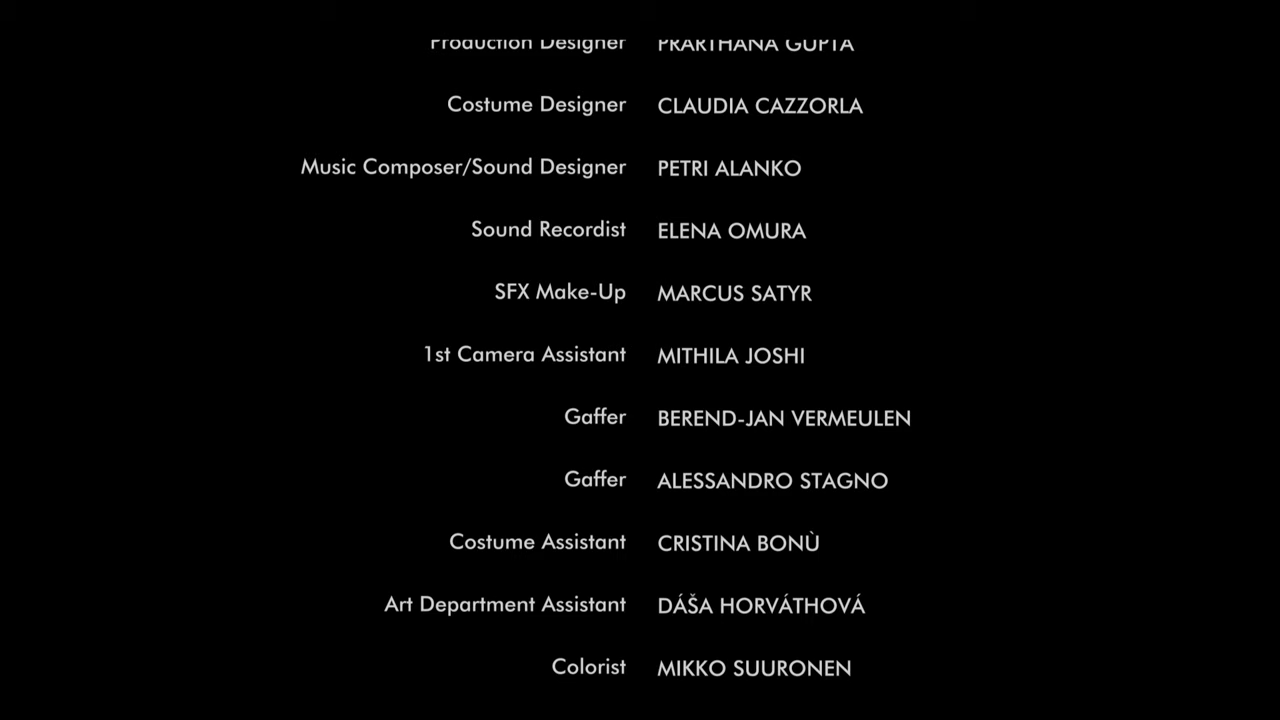 Production Designer PRARTHANA GUPTA
Costume Designer CLAUDIA CAZZORLA
Music Composer/Sound Designer PETRI ALANKO
Sound Recordist ELENA OMURA
SFX Make-Up MARCUS SATYR
1st Camera Assistant MITHILA JOSHI
Gaffer BEREND-JAN VERMEULEN
Gaffer ALESSANDRO STAGNO
Costume Assistant CRISTINA BONÙ
Art Department Assistant DÁŠA HORVÁTHOVÁ
Colorist MIKKO SUURONEN